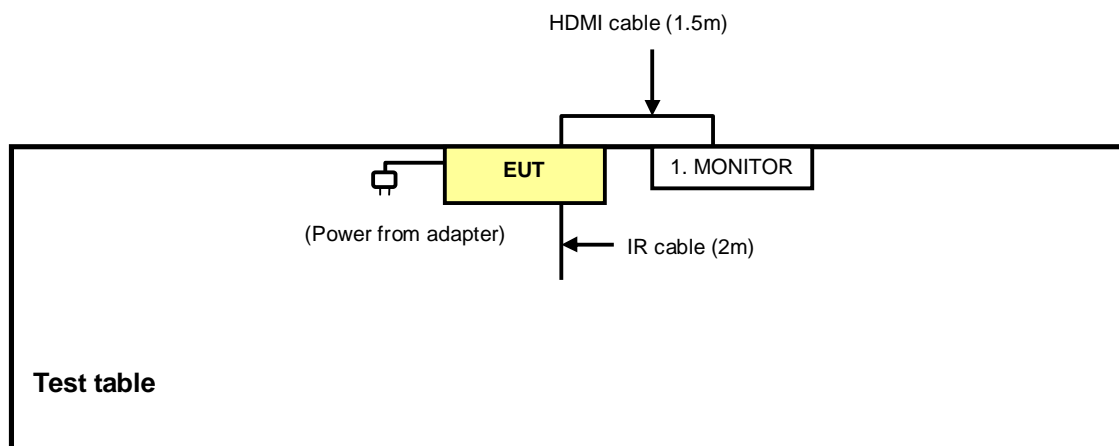 HDMI cable (1.5m)
EUT
1. MONITOR
(Power from adapter)
IR cable (2m)
Test table